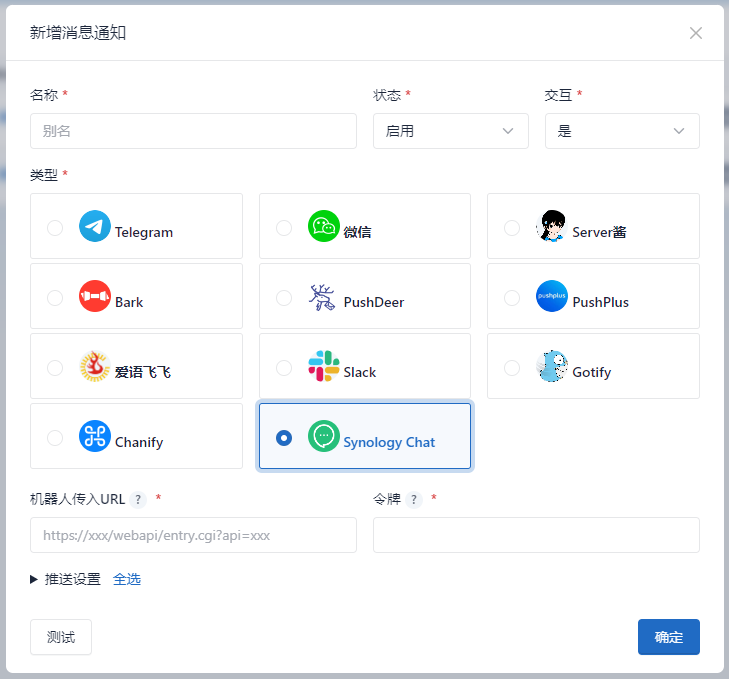 新增消息通知
名称 * 状态 * 交互 *
别名 启用 是
类型 *
Telegram 微信 Server酱
Bark PushDeer pushplus PushPlus
爱语飞飞 Slack Gotify
Chanify Synology Chat
机器人传入URL ? * 令牌 ? *
https://xxx/webapi/entry.cgi?api=xxx
推送设置 全选
测试 确定